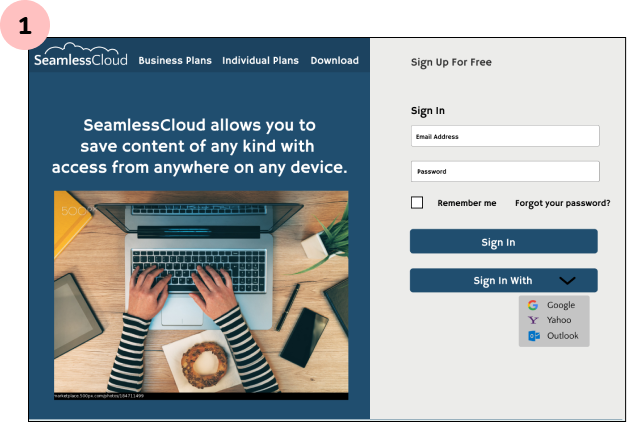 1
SeamlessCloud
Business Plans Individual Plans Download
SeamlessCloud allows you to
save content of any kind with
access from anywhere on any device.
500
marketplace.500px.com/photos/184711499
Sign Up For Free
Sign In
Email Address
Password
Remember me Forgot your password?
Sign In
Sign In With
Google
Yahoo
Outlook